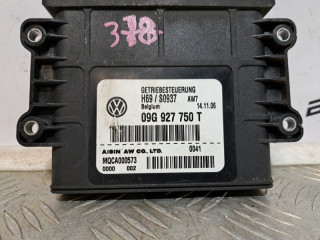 378.
GETRIEBESTEUERUNG
H69 / S0937 AW7
Belgium 14.11.06
09G 927 750 T
AISIN AW CO., LTD. 0041
MQCA000573
0000 002